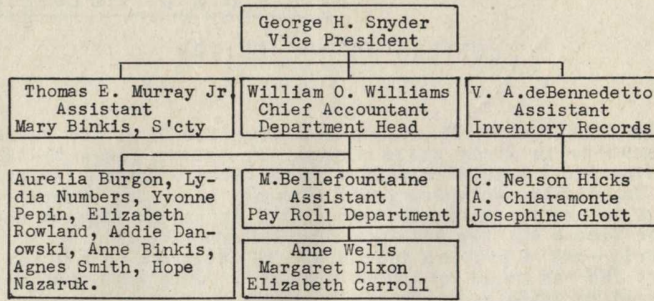 George H. Snyder
Vice President
Thomas E. Murray Jr.
Assistant
Mary Binkis, S'cty
William O. Williams
Chief Accountant
Department Head
V. A.deBennedetto
Assistant
Inventory Records
Aurelia Burgon, Ly-
dia Numbers, Yvonne
Pepin, Elizabeth
Rowland, Addie Dan-
owski, Anne Binkis,
Agnes Smith, Hope
Nazaruk.
M.Bellefountaine
Assistant
Pay Roll Department
C. Nelson Hicks
A. Chiaramonte
Josephine Glott
Anne Wells
Margaret Dixon
Elizabeth Carroll